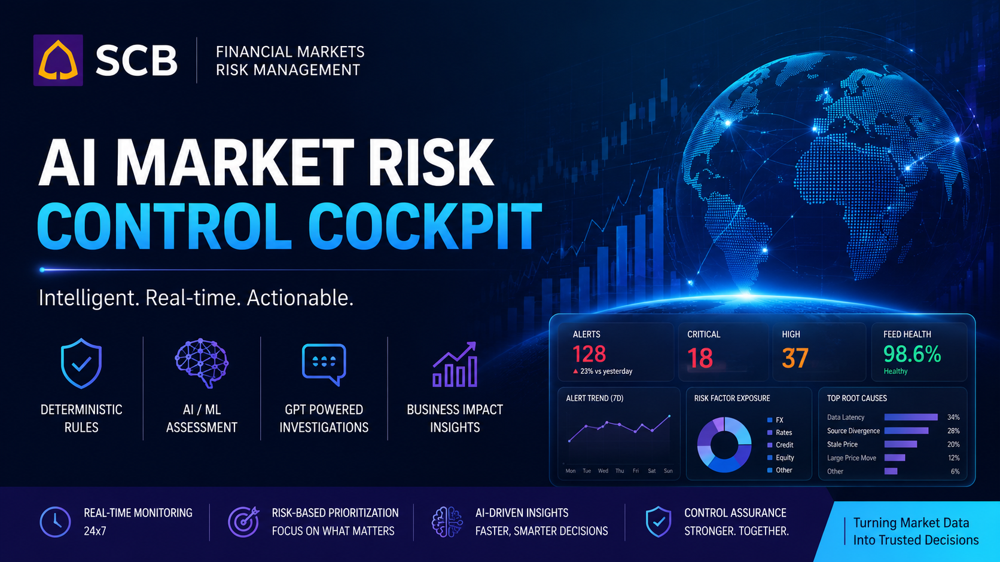 SCB
FINANCIAL MARKETS
RISK MANAGEMENT
AI MARKET RISK
CONTROL COCKPIT
Intelligent. Real-time. Actionable.
DETERMINISTIC
RULES
AI / ML
ASSESSMENT
GPT POWERED
INVESTIGATIONS
BUSINESS IMPACT
INSIGHTS
ALERTS
128
▲ 23% vs yesterday
CRITICAL
18
HIGH
37
FEED HEALTH
98.6%
Healthy
ALERT TREND (7D)
Mon Tue Wed Thu Fri Sat Sun
RISK FACTOR EXPOSURE
FX
Rates
Credit
Equity
Other
TOP ROOT CAUSES
Data Latency 34%
Source Divergence 28%
Stale Price 20%
Large Price Move 12%
Other 6%
REAL-TIME MONITORING
24x7
RISK-BASED PRIORITIZATION
FOCUS ON WHAT MATTERS
AI-DRIVEN INSIGHTS
FASTER, SMARTER DECISIONS
CONTROL ASSURANCE
STRONGER. TOGETHER.
Turning Market Data
Into Trusted Decisions